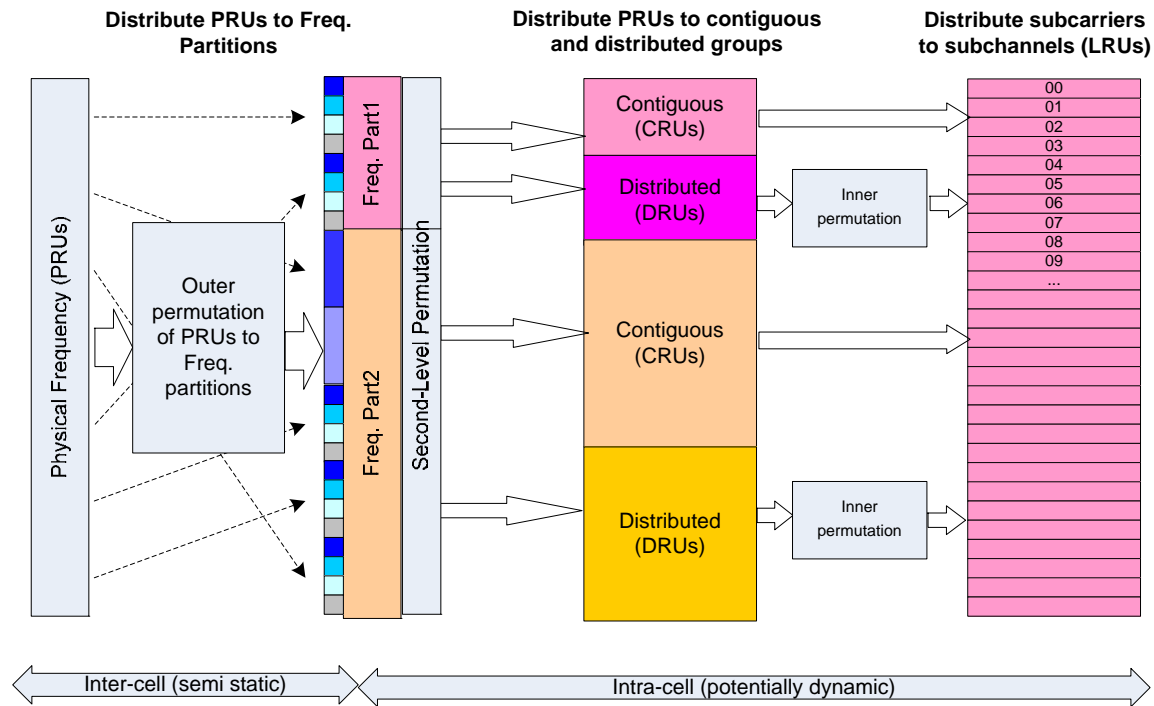 Distribute PRUs to Freq.
Partitions
Distribute PRUs to contiguous
and distributed groups
Distribute subcarriers
to subchannels (LRUs)
Physical Frequency (PRUs)
Outer
permutation
of PRUs to
Freq.
partitions
Freq. Part1
Freq. Part2
Second-Level Permutation
Contiguous
(CRUs)
Distributed
(DRUs)
Contiguous
(CRUs)
Distributed
(DRUs)
Inner
permutation
Inner
permutation
00
01
02
03
04
05
06
07
08
09
...
Inter-cell (semi static)
Intra-cell (potentially dynamic)